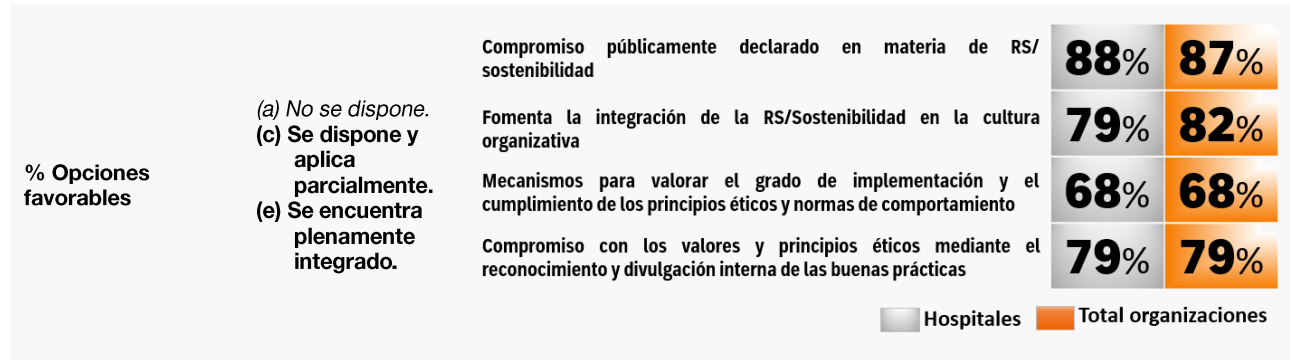 % Opciones
favorables
(a) No se dispone.
(c) Se dispone y
aplica
parcialmente.
(e) Se encuentra
plenamente
integrado.
Compromiso públicamente declarado en materia de RS/
sostenibilidad
88% 87%
Fomenta la integración de la RS/Sostenibilidad en la cultura
organizativa
79% 82%
Mecanismos para valorar el grado de implementación y el
cumplimiento de los principios éticos y normas de comportamiento
68% 68%
Compromiso con los valores y principios éticos mediante el
reconocimiento y divulgación interna de las buenas prácticas
79% 79%
Hospitales Total organizaciones